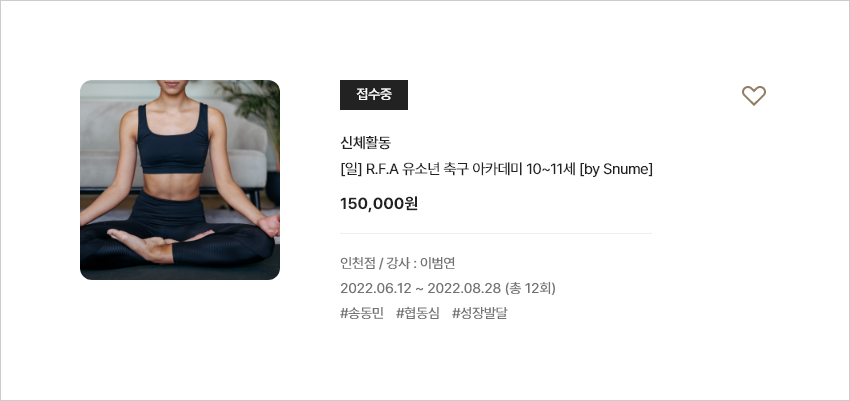 접수중
신체활동
[일] R.F.A 유소년 축구 아카데미 10~11세 [by Snume]
150,000원
인천점 / 강사 : 이범연
2022.06.12 ~ 2022.08.28 (총 12회)
#송동민 #협동심 #성장발달